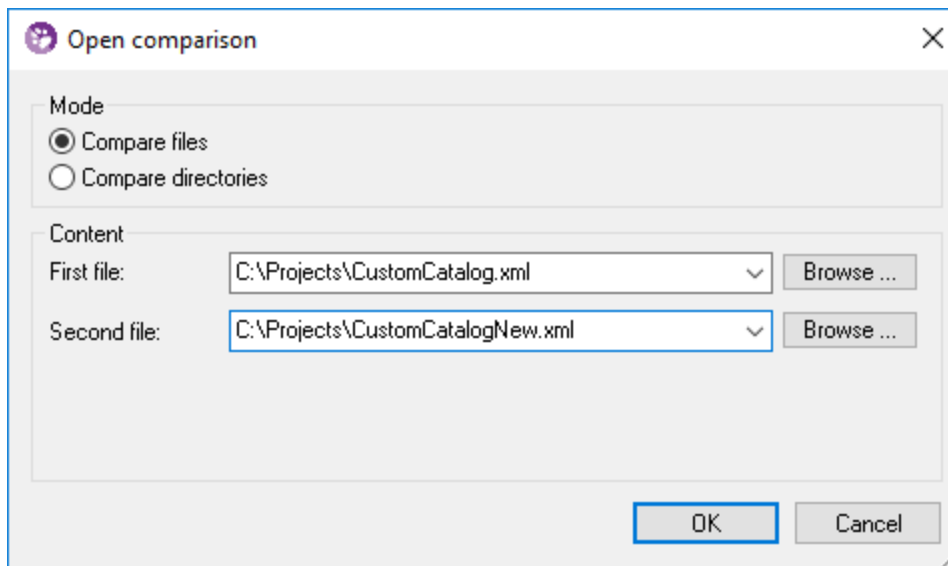 Open comparison
Mode
Compare files
Compare directories
Content
First file: C:\Projects\CustomCatalog.xml Browse ...
Second file: C:\Projects\CustomCatalogNew.xml Browse ...
OK Cancel